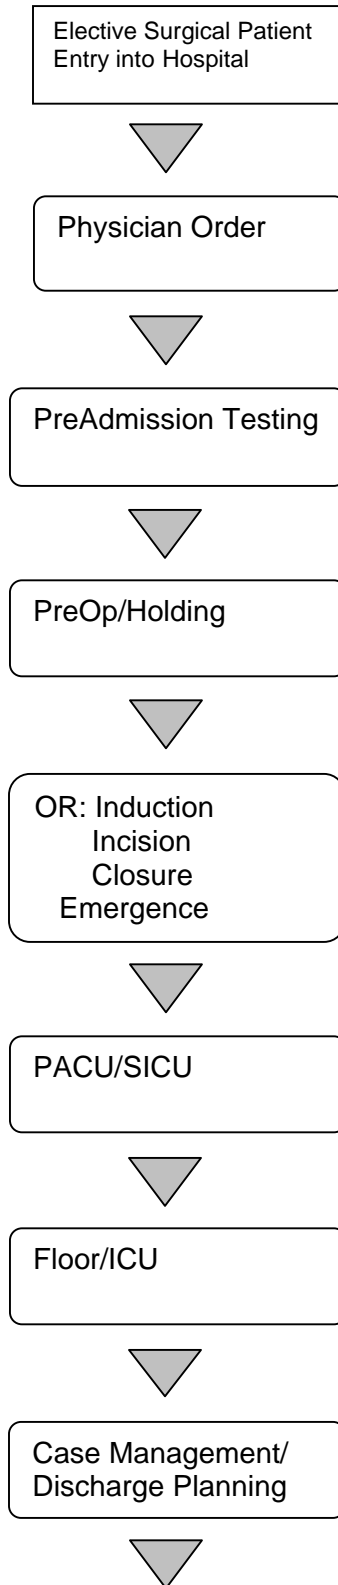 Elective Surgical Patient
Entry into Hospital
Physician Order
PreAdmission Testing
PreOp/Holding
OR: Induction
Incision
Closure
Emergence
PACU/SICU
Floor/ICU
Case Management/
Discharge Planning